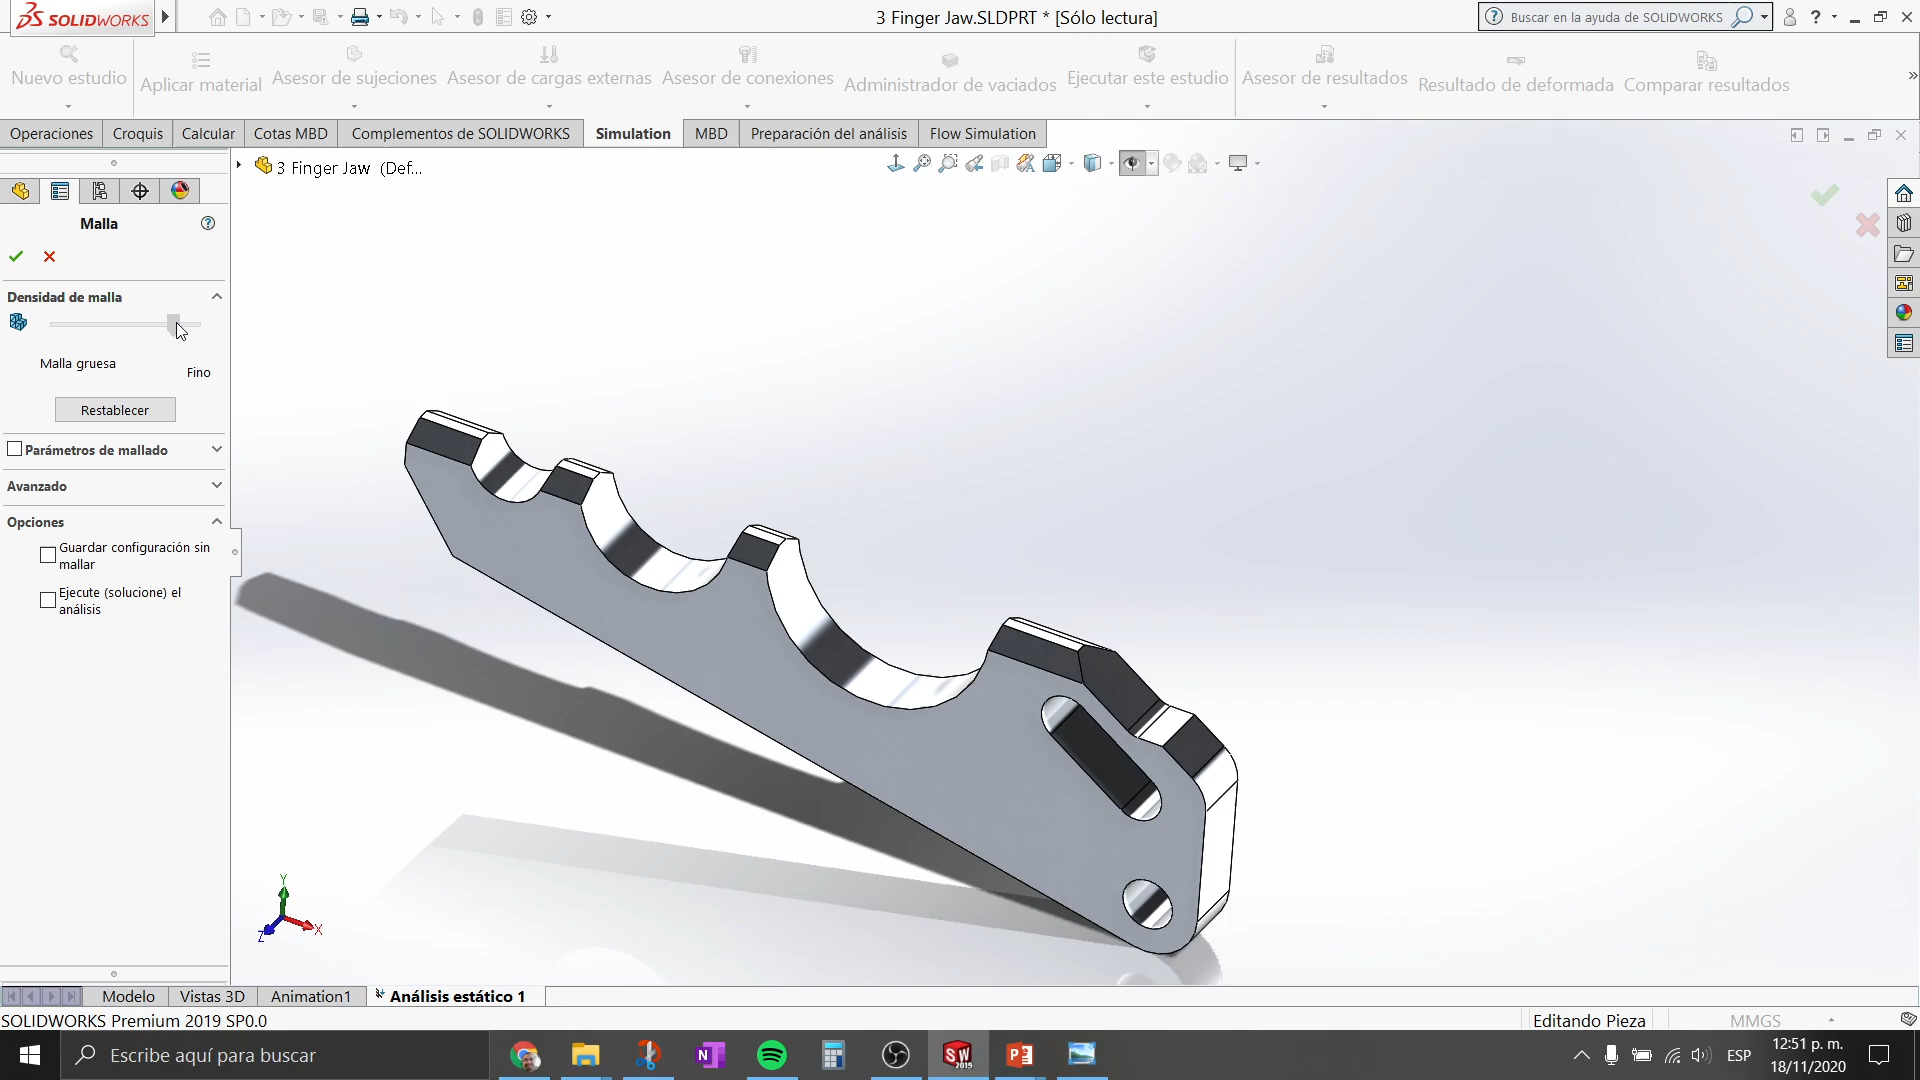 SOLIDWORKS
3 Finger Jaw.SLDPRT * [Sólo lectura]
Buscar en la ayuda de SOLIDWORKS
Nuevo estudio
Aplicar material
Asesor de sujeciones
Asesor de cargas externas
Asesor de conexiones
Administrador de vaciados
Ejecutar este estudio
Asesor de resultados
Resultado de deformada
Comparar resultados
Operaciones
Croquis
Calcular
Cotas MBD
Complementos de SOLIDWORKS
Simulation
MBD
Preparación del análisis
Flow Simulation
3 Finger Jaw (Def...
Malla
Densidad de malla
Malla gruesa
Fino
Restablecer
Parámetros de mallado
Avanzado
Opciones
Guardar configuración sin
mallar
Ejecute (solucione) el
análisis
Y
X
Z
Modelo
Vistas 3D
Animation1
Análisis estático 1
SOLIDWORKS Premium 2019 SP0.0
Editando Pieza
MMGS
Escribe aquí para buscar
N
SW
2019
P
ESP
12:51 p. m.
18/11/2020